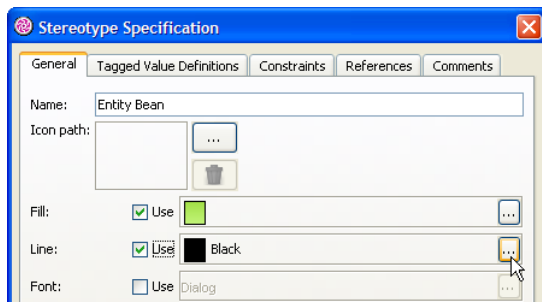 Stereotype Specification
General Tagged Value Definitions Constraints References Comments
Name: Entity Bean
Icon path: ...
Fill: Use ...
Line: Use Black ...
Font: Use Dialog ...